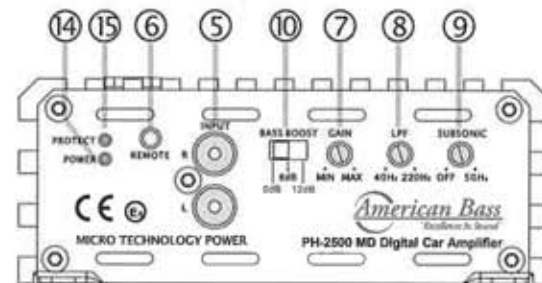 ⑭ ⑮ ⑥ ⑤ ⑩ ⑦ ⑧ ⑨
INPUT
BASS BOOST GAIN LPF SUBSONIC
PROTECT
POWER
REMOTE
R
0dB 8dB 12dB
MIN MAX
40Hz 220Hz
OFF 50Hz
L
CE
American Bass
"Excellence In Sound"
MICRO TECHNOLOGY POWER
PH-2500 MD Digital Car Amplifier